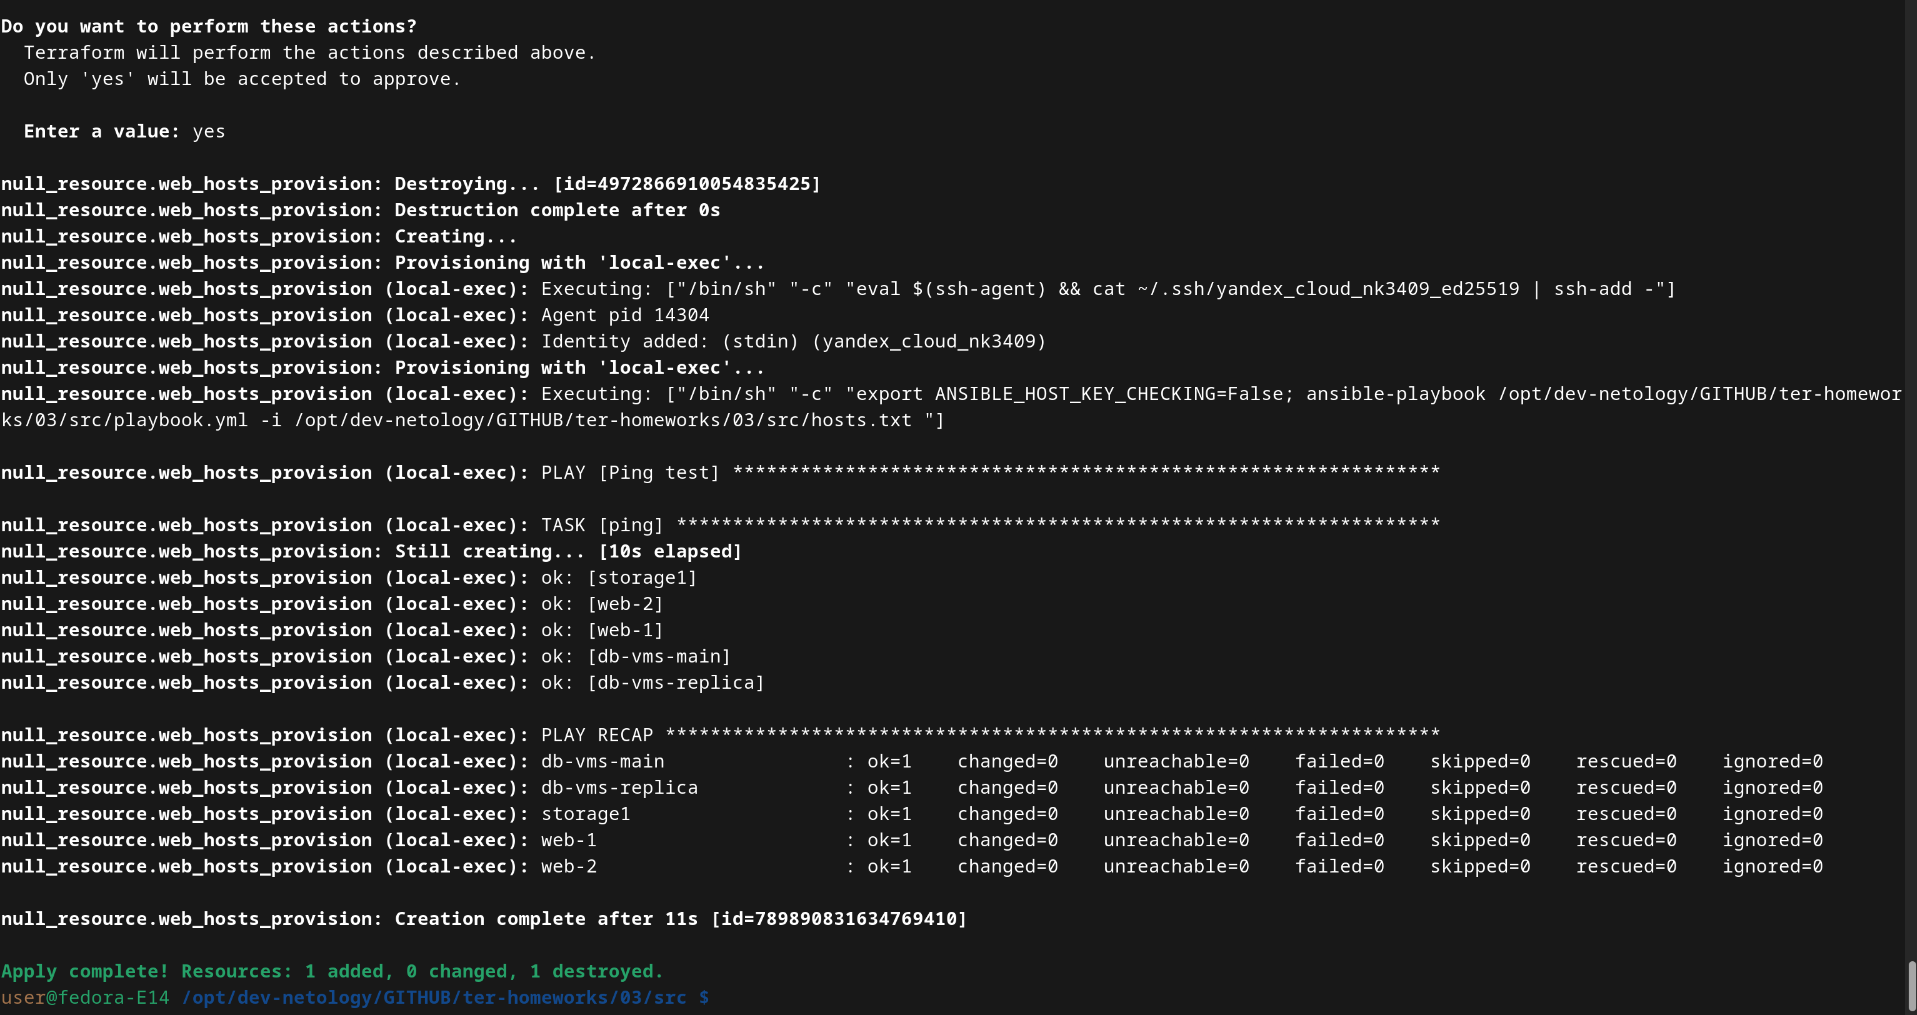 Do you want to perform these actions?
  Terraform will perform the actions described above.
  Only 'yes' will be accepted to approve.

  Enter a value: yes

null_resource.web_hosts_provision: Destroying... [id=4972866910054835425]
null_resource.web_hosts_provision: Destruction complete after 0s
null_resource.web_hosts_provision: Creating...
null_resource.web_hosts_provision: Provisioning with 'local-exec'...
null_resource.web_hosts_provision (local-exec): Executing: ["/bin/sh" "-c" "eval $(ssh-agent) && cat ~/.ssh/yandex_cloud_nk3409_ed25519 | ssh-add -"]
null_resource.web_hosts_provision (local-exec): Agent pid 14304
null_resource.web_hosts_provision (local-exec): Identity added: (stdin) (yandex_cloud_nk3409)
null_resource.web_hosts_provision: Provisioning with 'local-exec'...
null_resource.web_hosts_provision (local-exec): Executing: ["/bin/sh" "-c" "export ANSIBLE_HOST_KEY_CHECKING=False; ansible-playbook /opt/dev-netology/GITHUB/ter-homewor
ks/03/src/playbook.yml -i /opt/dev-netology/GITHUB/ter-homeworks/03/src/hosts.txt "]

null_resource.web_hosts_provision (local-exec): PLAY [Ping test] ***************************************************************

null_resource.web_hosts_provision (local-exec): TASK [ping] ********************************************************************
null_resource.web_hosts_provision: Still creating... [10s elapsed]
null_resource.web_hosts_provision (local-exec): ok: [storage1]
null_resource.web_hosts_provision (local-exec): ok: [web-2]
null_resource.web_hosts_provision (local-exec): ok: [web-1]
null_resource.web_hosts_provision (local-exec): ok: [db-vms-main]
null_resource.web_hosts_provision (local-exec): ok: [db-vms-replica]

null_resource.web_hosts_provision (local-exec): PLAY RECAP *********************************************************************
null_resource.web_hosts_provision (local-exec): db-vms-main                : ok=1    changed=0    unreachable=0    failed=0    skipped=0    rescued=0    ignored=0
null_resource.web_hosts_provision (local-exec): db-vms-replica             : ok=1    changed=0    unreachable=0    failed=0    skipped=0    rescued=0    ignored=0
null_resource.web_hosts_provision (local-exec): storage1                   : ok=1    changed=0    unreachable=0    failed=0    skipped=0    rescued=0    ignored=0
null_resource.web_hosts_provision (local-exec): web-1                      : ok=1    changed=0    unreachable=0    failed=0    skipped=0    rescued=0    ignored=0
null_resource.web_hosts_provision (local-exec): web-2                      : ok=1    changed=0    unreachable=0    failed=0    skipped=0    rescued=0    ignored=0

null_resource.web_hosts_provision: Creation complete after 11s [id=789890831634769410]

Apply complete! Resources: 1 added, 0 changed, 1 destroyed.
user@fedora-E14 /opt/dev-netology/GITHUB/ter-homeworks/03/src $